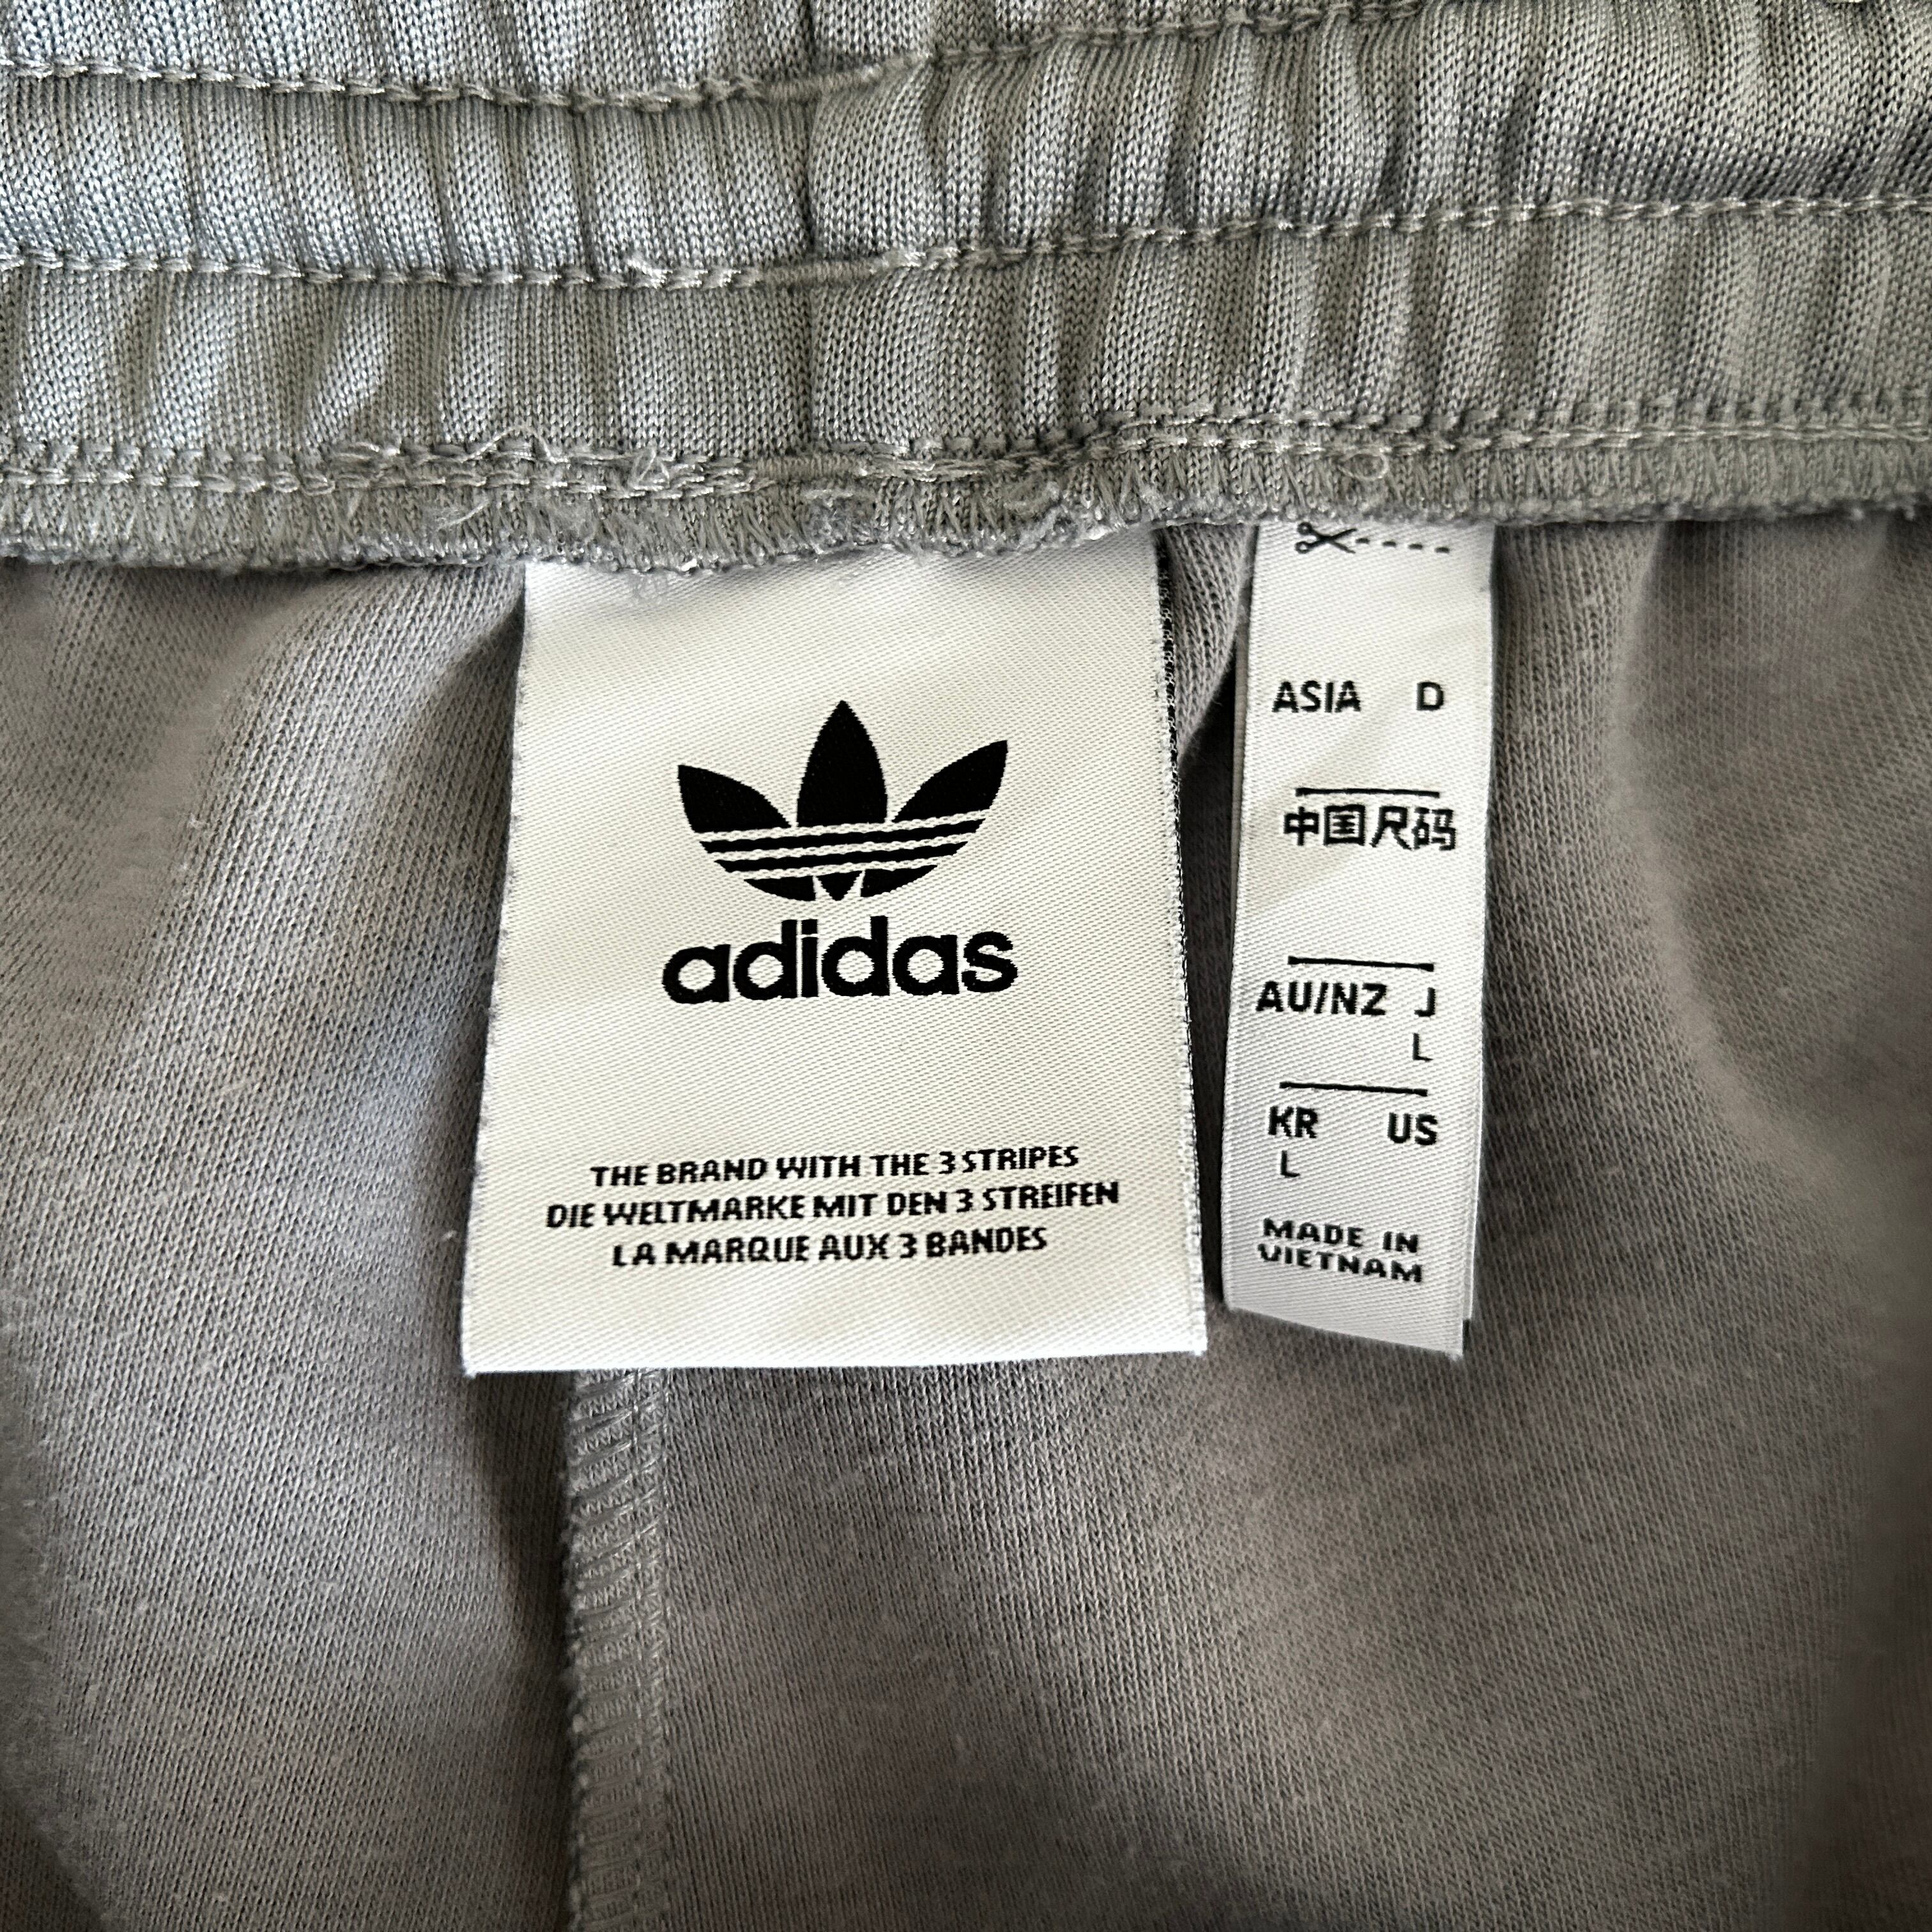 adidas
THE BRAND WITH THE 3 STRIPES
DIE WELTMARKE MIT DEN 3 STREIFEN
LA MARQUE AUX 3 BANDES
ASIA D
中国尺码
AU/NZ J
L
KR US
L
MADE IN
VIETNAM